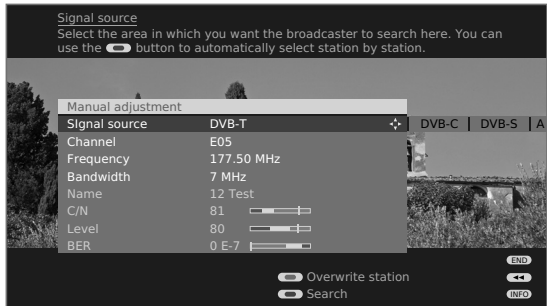 Signal source
Select the area in which you want the broadcaster to search here. You can
use the button to automatically select station by station.
Manual adjustment
SIgnal source DVB-T DVB-C DVB-S A
Channel E05
Frequency 177.50 MHz
Bandwidth 7 MHz
Name 12 Test
C/N 81
Level 80
BER 0 E-7
END
Overwrite station
Search INFO